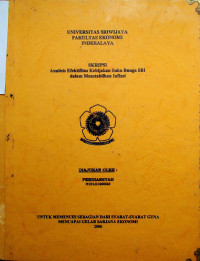 UNIVERSITAS SRIWIJAYA
FAKULTAS EKONOMI
INDERALAYA
SKRIPSI
Analisis Efektifitas Kebijakan Suku Bunga SBI
dalam Menstabilkan Inflasi
DIAJUKAN OLEH :
UNTUK MEMENUHI SEBAGIAN DARI SYARAT-SYARAT GUNA
MENCAPAI GELAR SARJANA EKONOMI